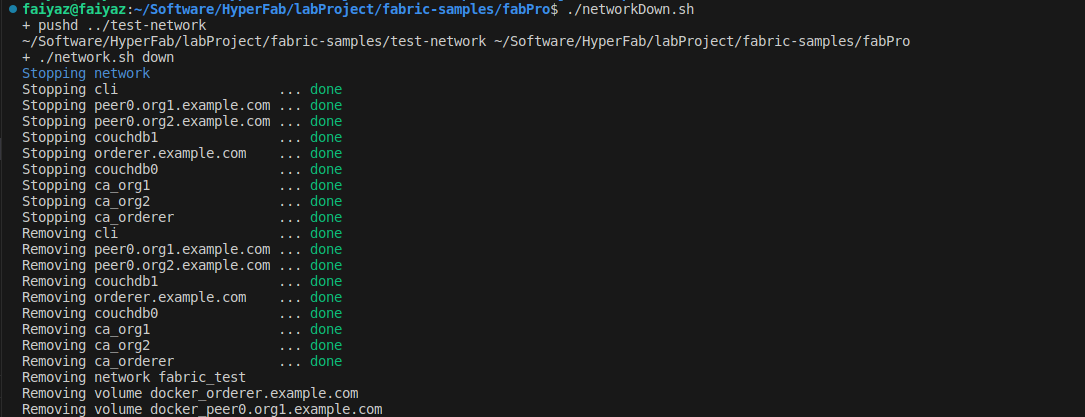 faiyaz@faiyaz:~/Software/HyperFab/labProject/fabric-samples/fabPro$ ./networkDown.sh
+ pushd ../test-network
~/Software/HyperFab/labProject/fabric-samples/test-network ~/Software/HyperFab/labProject/fabric-samples/fabPro
+ ./network.sh down
Stopping network
Stopping cli                    ... done
Stopping peer0.org1.example.com ... done
Stopping peer0.org2.example.com ... done
Stopping couchdb1               ... done
Stopping orderer.example.com    ... done
Stopping couchdb0               ... done
Stopping ca_org1                ... done
Stopping ca_org2                ... done
Stopping ca_orderer             ... done
Removing cli                    ... done
Removing peer0.org1.example.com ... done
Removing peer0.org2.example.com ... done
Removing couchdb1               ... done
Removing orderer.example.com    ... done
Removing couchdb0               ... done
Removing ca_org1                ... done
Removing ca_org2                ... done
Removing ca_orderer             ... done
Removing network fabric_test
Removing volume docker_orderer.example.com
Removing volume docker_peer0.org1.example.com